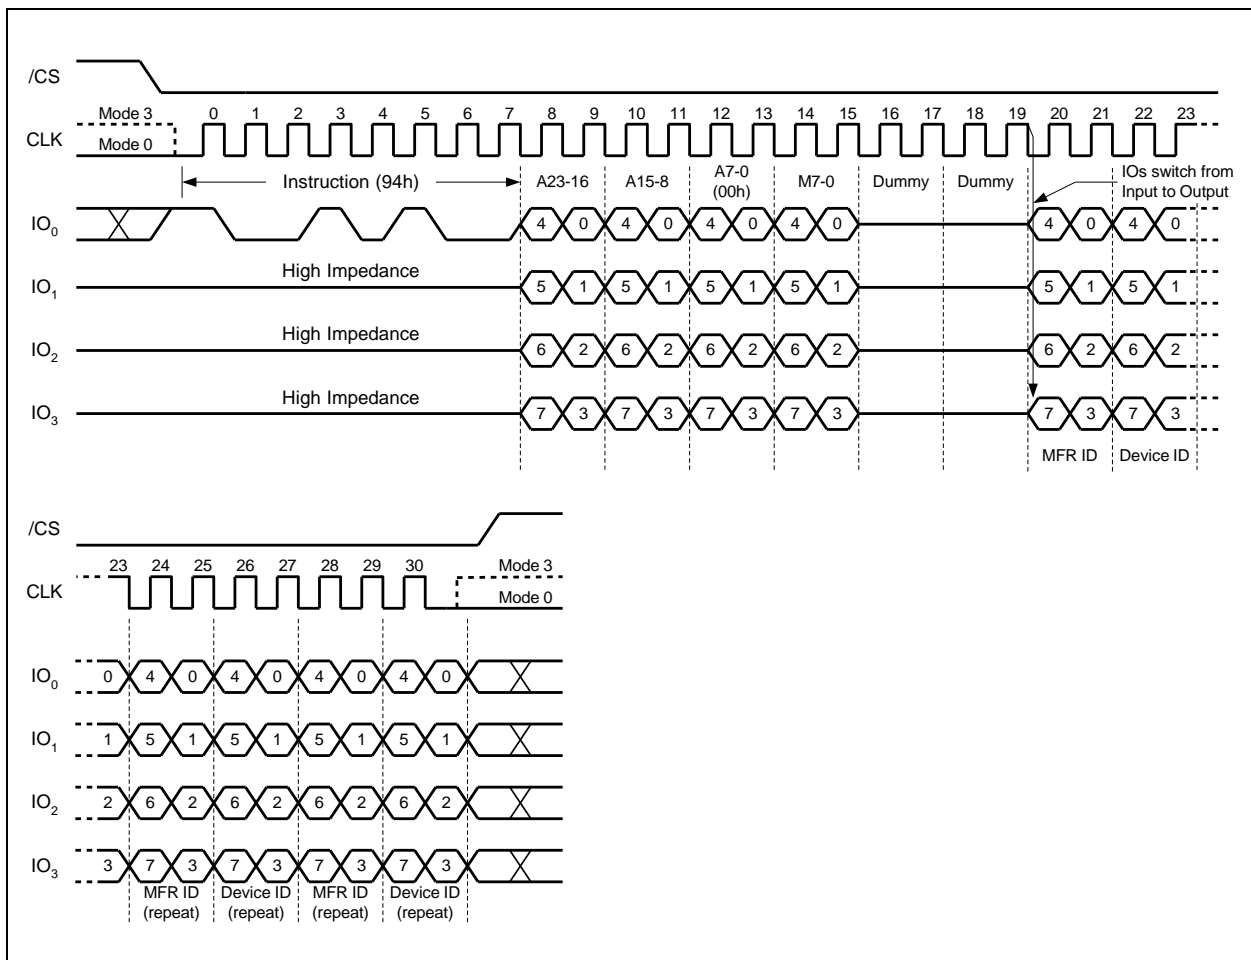 /CS
Mode 3 0 1 2 3 4 5 6 7 8 9 10 11 12 13 14 15 16 17 18 19 20 21 22 23
CLK Mode 0
Instruction (94h) A23-16 A15-8 A7-0 (00h) M7-0 Dummy Dummy IOs switch from Input to Output
IO0 4 0 4 0 4 0 4 0 4 0 4 0
High Impedance
IO1 5 1 5 1 5 1 5 1 5 1 5 1
High Impedance
IO2 6 2 6 2 6 2 6 2 6 2 6 2
High Impedance
IO3 7 3 7 3 7 3 7 3 7 3 7 3
MFR ID Device ID
/CS
23 24 25 26 27 28 29 30 Mode 3
CLK Mode 0
IO0 0 4 0 4 0 4 0 4 0
IO1 1 5 1 5 1 5 1 5 1
IO2 2 6 2 6 2 6 2 6 2
IO3 3 7 3 7 3 7 3 7 3
MFR ID Device ID MFR ID Device ID
(repeat) (repeat) (repeat) (repeat)